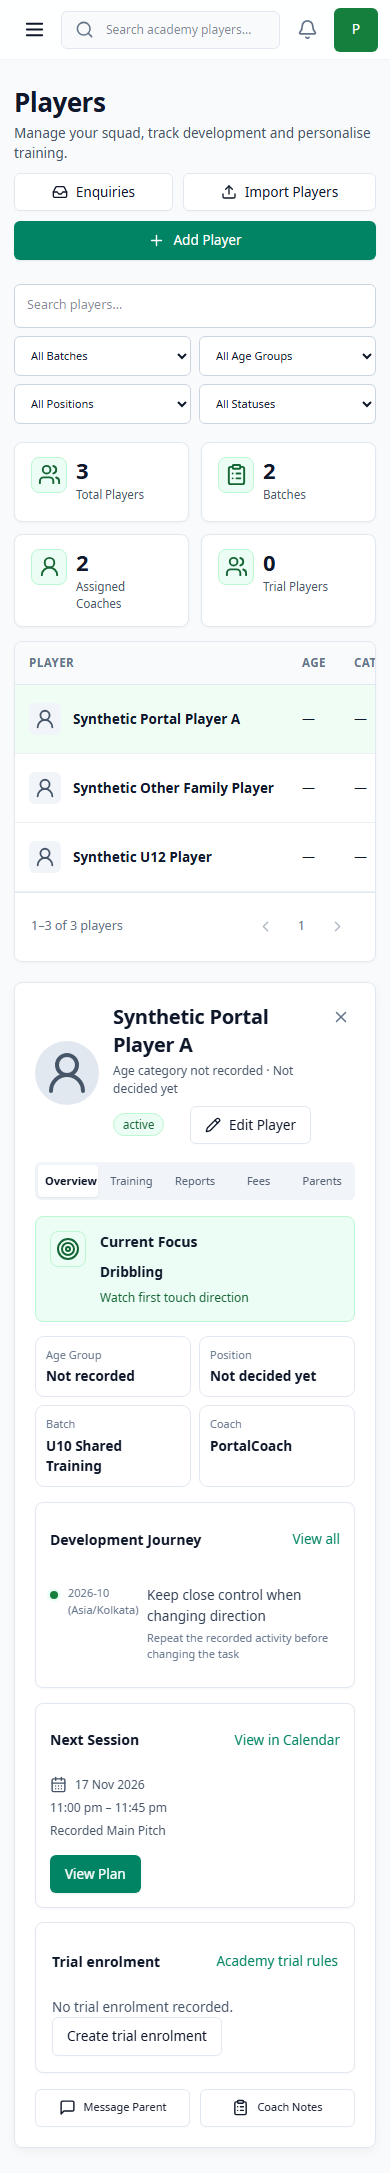 Search academy players...
P
Players
Manage your squad, track development and personalise
training.
Enquiries
Import Players
Add Player
Search players...
All Batches
All Age Groups
All Positions
All Statuses
3
Total Players
2
Batches
2
Assigned
Coaches
0
Trial Players
PLAYER AGE CAT
Synthetic Portal Player A — —
Synthetic Other Family Player — —
Synthetic U12 Player — —
1–3 of 3 players
1
Synthetic Portal
Player A
Age category not recorded · Not
decided yet
active
Edit Player
Overview Training Reports Fees Parents
Current Focus
Dribbling
Watch first touch direction
Age Group
Not recorded
Position
Not decided yet
Batch
U10 Shared
Training
Coach
PortalCoach
Development Journey
View all
2026-10
(Asia/Kolkata)
Keep close control when
changing direction
Repeat the recorded activity before
changing the task
Next Session
View in Calendar
17 Nov 2026
11:00 pm – 11:45 pm
Recorded Main Pitch
View Plan
Trial enrolment
Academy trial rules
No trial enrolment recorded.
Create trial enrolment
Message Parent
Coach Notes